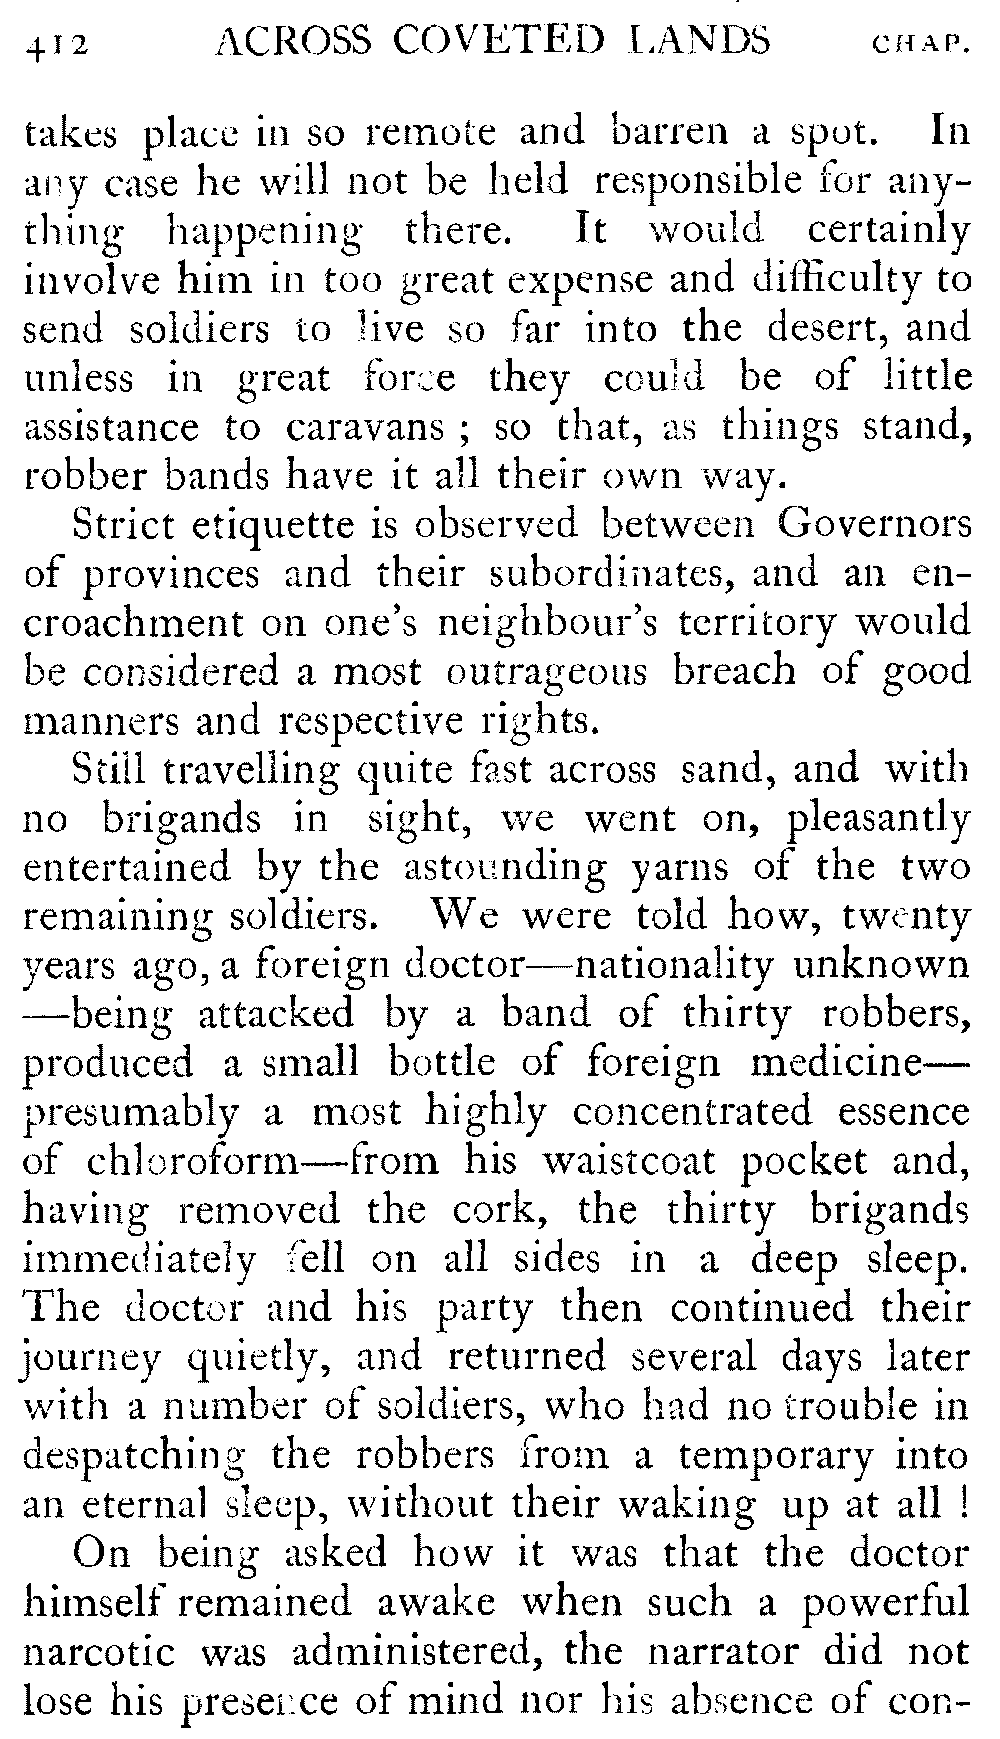 412 ACROSS COVETED LANDS CHAP.
takes place in so remote and barren a spot. In
any case he will not be held responsible for any-
thing happening there. It would certainly
involve him in too great expense and difficulty to
send soldiers to live so far into the desert, and
unless in great force they could be of little
assistance to caravans ; so that, as things stand,
robber bands have it all their own way.
Strict etiquette is observed between Governors
of provinces and their subordinates, and an en-
croachment on one's neighbour's territory would
be considered a most outrageous breach of good
manners and respective rights.
Still travelling quite fast across sand, and with
no brigands in sight, we went on, pleasantly
entertained by the astounding yarns of the two
remaining soldiers. We were told how, twenty
years ago, a foreign doctor—nationality unknown
—being attacked by a band of thirty robbers,
produced a small bottle of foreign medicine—
presumably a most highly concentrated essence
of chloroform—from his waistcoat pocket and,
having removed the cork, the thirty brigands
immediately fell on all sides in a deep sleep.
The doctor and his party then continued their
journey quietly, and returned several days later
with a number of soldiers, who had no trouble in
despatching the robbers from a temporary into
an eternal sleep, without their waking up at all !
On being asked how it was that the doctor
himself remained awake when such a powerful
narcotic was administered, the narrator did not
lose his presence of mind nor his absence of con-